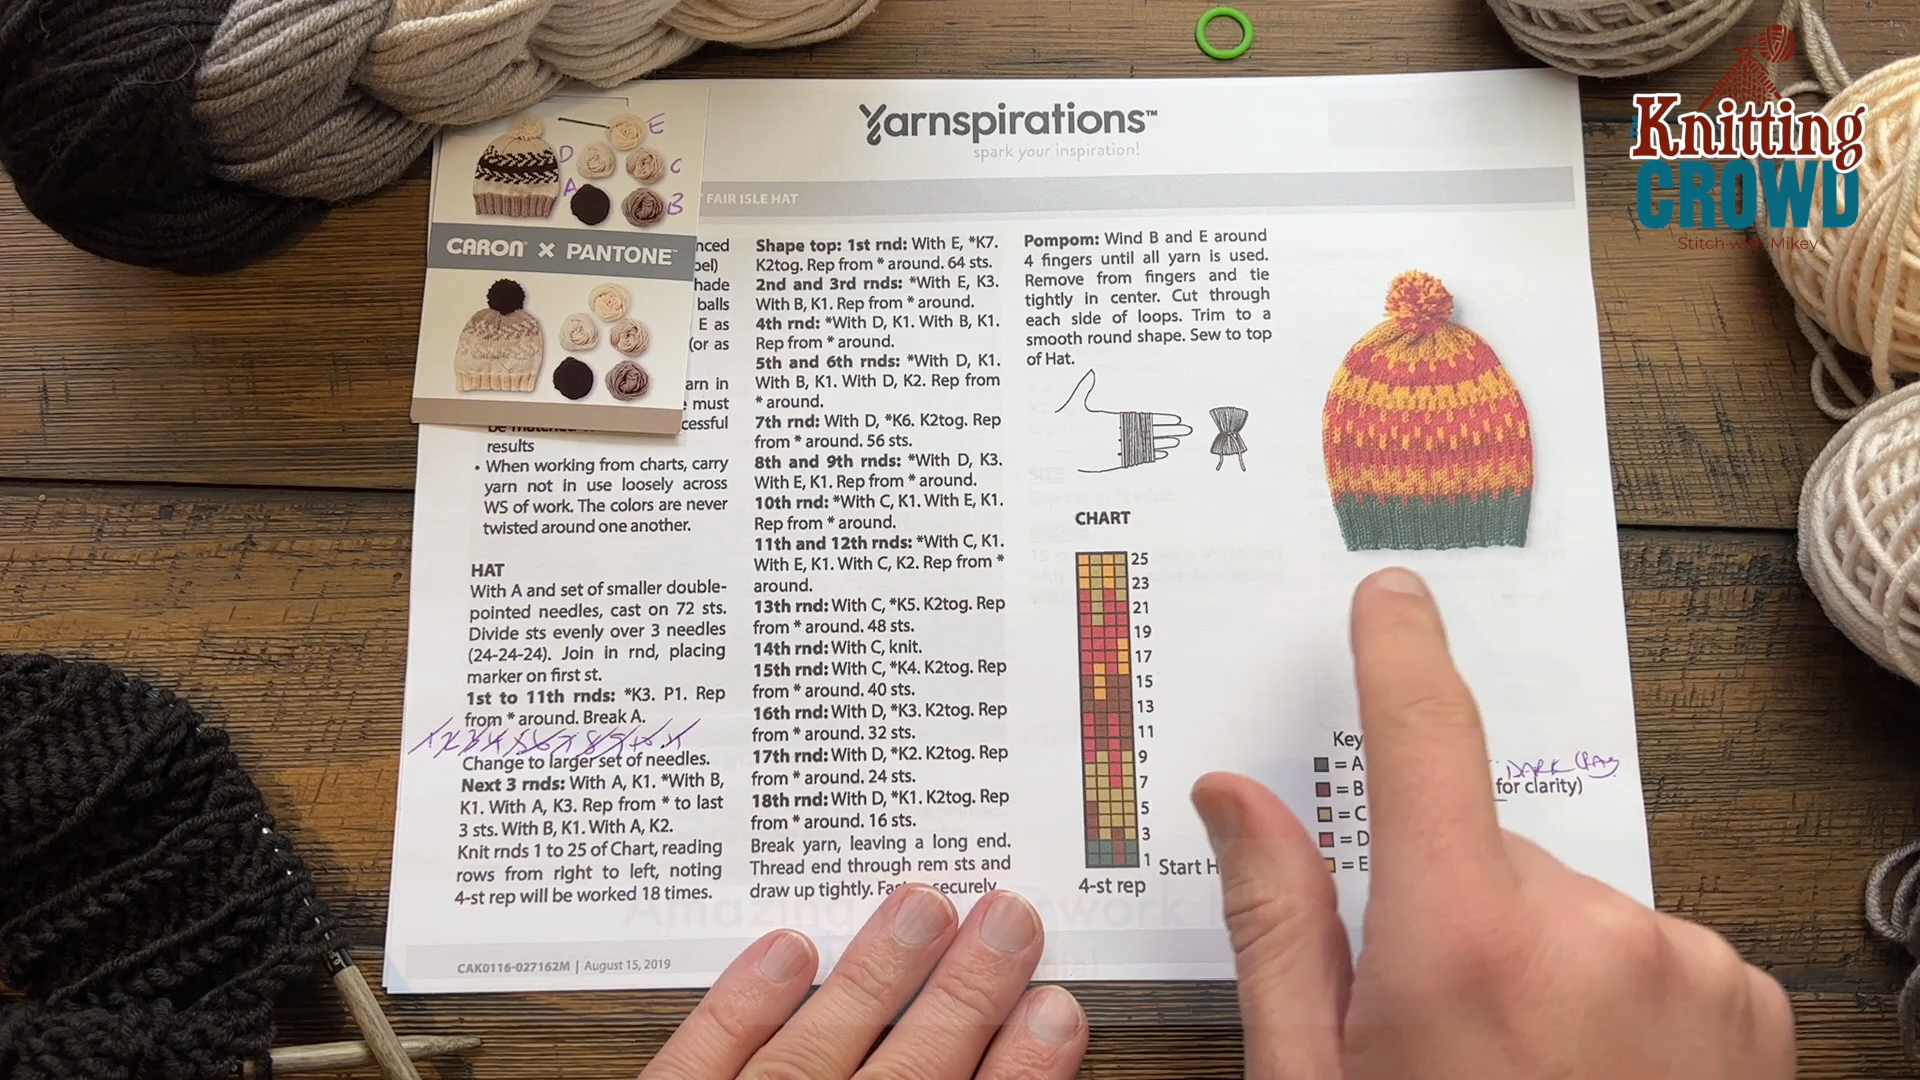 Yarnspirations™
spark your inspiration!
Knitting
CROWD
Stitch with Mikey
FAIR ISLE HAT
E
D
C
A
B
CARON® X PANTONE™
hade
balls
E as
(or as
arn in
must
cessful
results
• When working from charts, carry
yarn not in use loosely across
WS of work. The colors are never
twisted around one another.
HAT
With A and set of smaller double-
pointed needles, cast on 72 sts.
Divide sts evenly over 3 needles
(24-24-24). Join in rnd, placing
marker on first st.
1st to 11th rnds: *K3. P1. Rep
from * around. Break A.
Change to larger set of needles.
Next 3 rnds: With A, K1. *With B,
K1. With A, K3. Rep from * to last
3 sts. With B, K1. With A, K2.
Knit rnds 1 to 25 of Chart, reading
rows from right to left, noting
4-st rep will be worked 18 times.
Shape top: 1st rnd: With E, *K7.
K2tog. Rep from * around. 64 sts.
2nd and 3rd rnds: *With E, K3.
With B, K1. Rep from * around.
4th rnd: *With D, K1. With B, K1.
Rep from * around.
5th and 6th rnds: *With D, K1.
With B, K1. With D, K2. Rep from
* around.
7th rnd: With D, *K6. K2tog. Rep
from * around. 56 sts.
8th and 9th rnds: *With D, K3.
With E, K1. Rep from * around.
10th rnd: *With C, K1. With E, K1.
Rep from * around.
11th and 12th rnds: *With C, K1.
With E, K1. With C, K2. Rep from *
around.
13th rnd: With C, *K5. K2tog. Rep
from * around. 48 sts.
14th rnd: With C, knit.
15th rnd: With C, *K4. K2tog. Rep
from * around. 40 sts.
16th rnd: With D, *K3. K2tog. Rep
from * around. 32 sts.
17th rnd: With D, *K2. K2tog. Rep
from * around. 24 sts.
18th rnd: With D, *K1. K2tog. Rep
from * around. 16 sts.
Break yarn, leaving a long end.
Thread end through rem sts and
draw up tightly. securely
Pompom: Wind B and E around
4 fingers until all yarn is used.
Remove from fingers and tie
tightly in center. Cut through
each side of loops. Trim to a
smooth round shape. Sew to top
of Hat.
CHART
25
23
21
19
17
15
13
11
9
7
5
3
1
Start H
4-st rep
Key
= A
DARK
= B for clarity)
= C
= D
= E
CAK0116-027162M | August 15, 2019